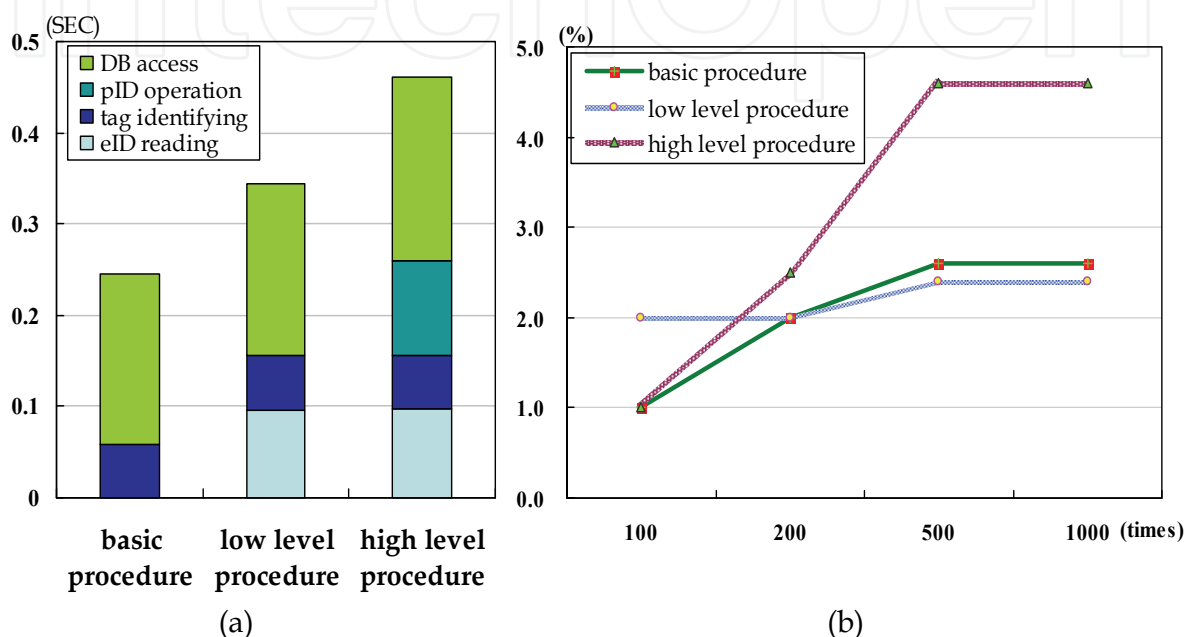 InTechOpen
(SEC)
0.5
0.4
0.3
0.2
0.1
0
DB access
pID operation
tag identifying
eID reading
basic procedure
low level procedure
high level procedure
(a)
(%)
5.0
4.0
3.0
2.0
1.0
0.0
basic procedure
low level procedure
high level procedure
100 200 500 1000 (times)
(b)